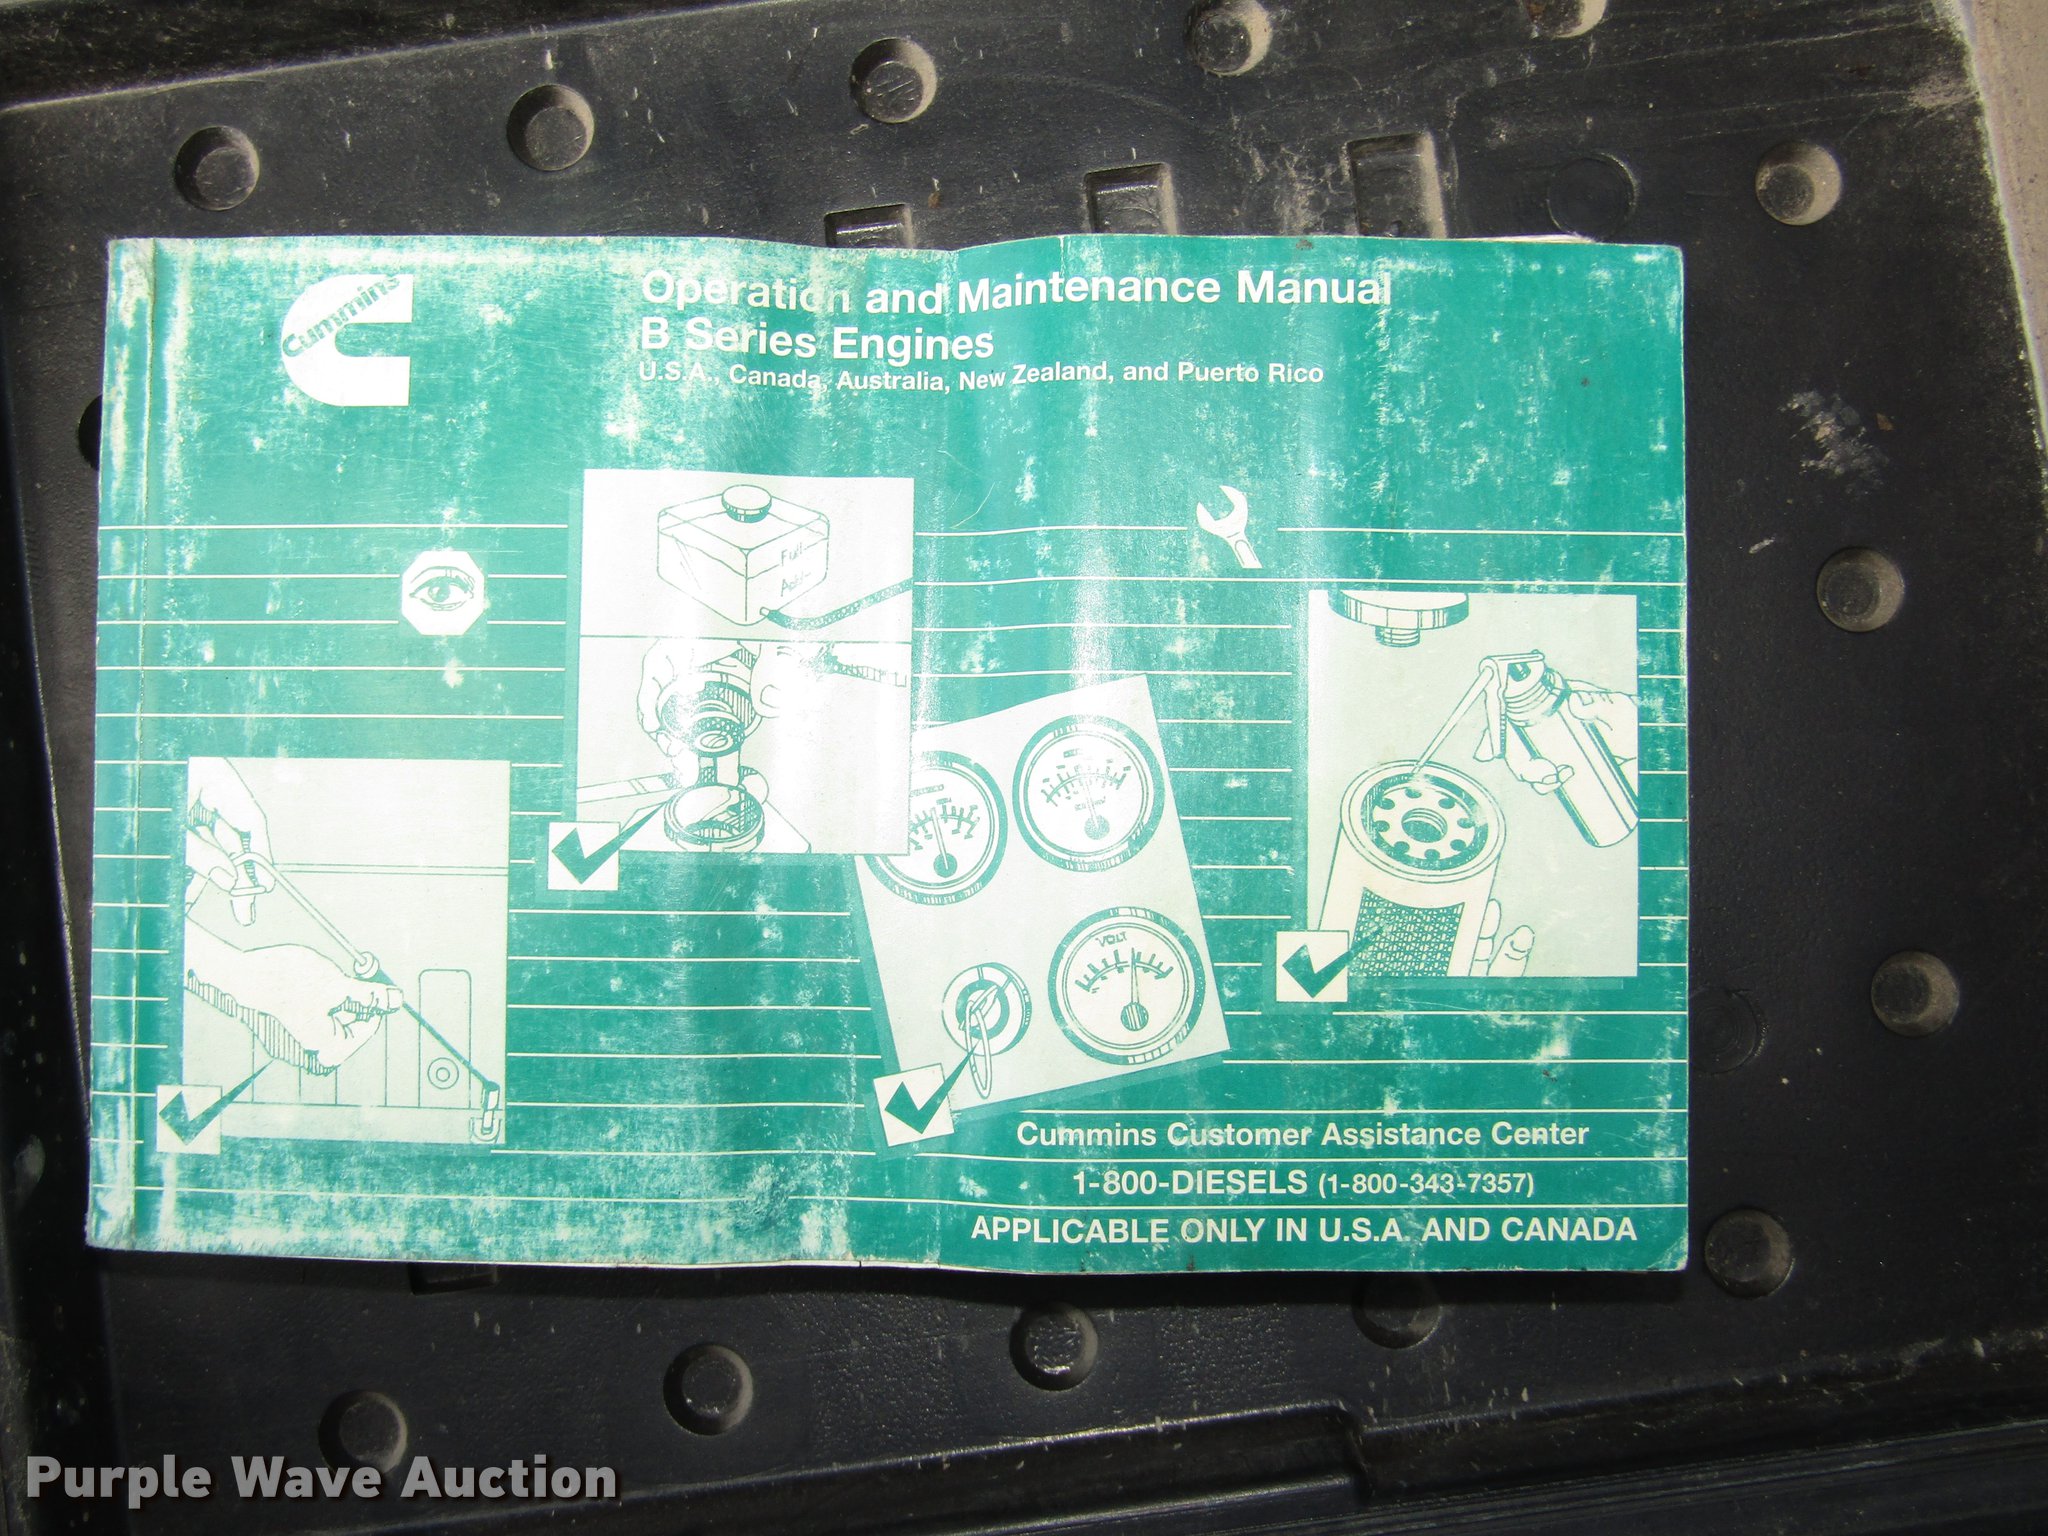 Cummins
Operation and Maintenance Manual
B Series Engines
U.S.A., Canada, Australia, New Zealand, and Puerto Rico
Full
Add
VOLT
Cummins Customer Assistance Center
1-800-DIESELS (1-800-343-7357)
APPLICABLE ONLY IN U.S.A. AND CANADA
Purple Wave Auction